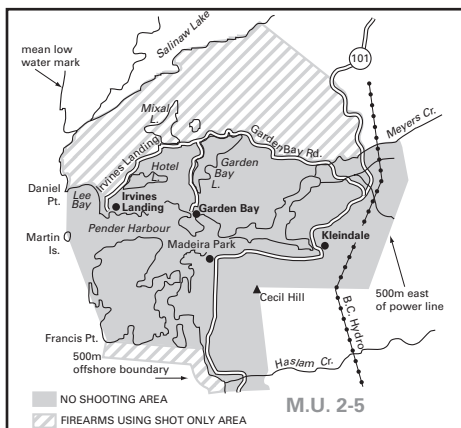 mean low
water mark
Salinaw Lake
101
Mixal
L.
Meyers Cr.
Irvines Landing
Garden Bay Rd.
Hotel
L.
Garden
Bay
L.
Daniel
Pt.
Lee
Bay
Irvines
Landing
Garden Bay
Martin
Is.
Pender Harbour
Madeira Park
Kleindale
500m east
of power line
Cecil Hill
B.C. Hydro
Francis Pt.
500m
offshore boundary
Haslam Cr.
M.U. 2-5
NO SHOOTING AREA
FIREARMS USING SHOT ONLY AREA